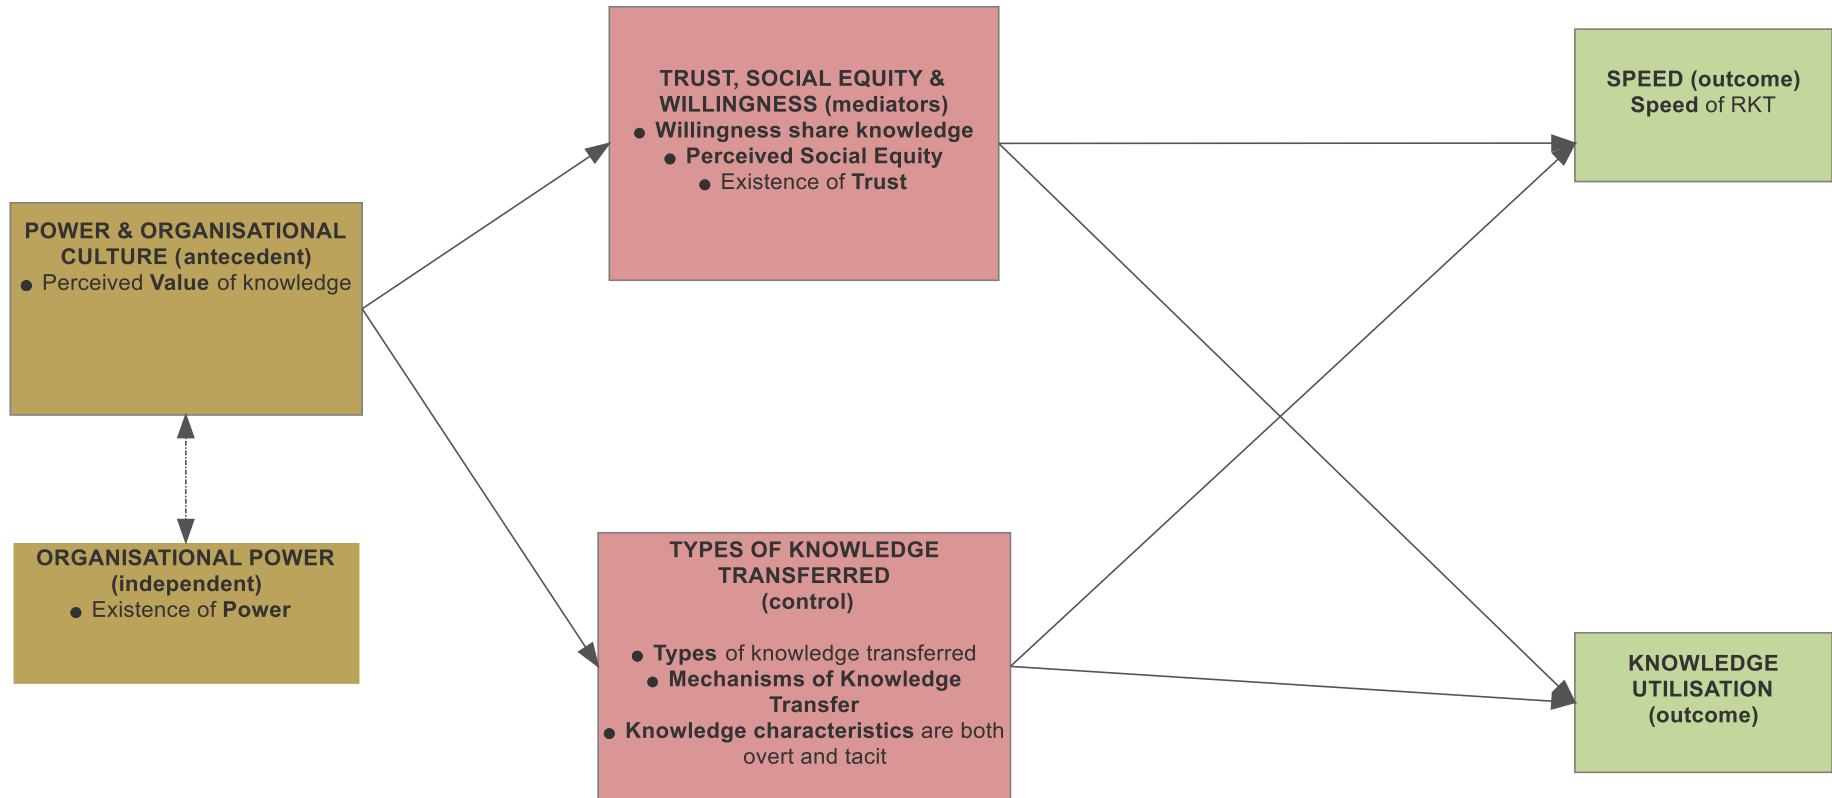 POWER & ORGANISATIONAL
CULTURE (antecedent)
● Perceived Value of knowledge
ORGANISATIONAL POWER
(independent)
● Existence of Power
TRUST, SOCIAL EQUITY &
WILLINGNESS (mediators)
● Willingness share knowledge
● Perceived Social Equity
● Existence of Trust
TYPES OF KNOWLEDGE
TRANSFERRED
(control)
● Types of knowledge transferred
● Mechanisms of Knowledge
Transfer
● Knowledge characteristics are both
overt and tacit
SPEED (outcome)
Speed of RKT
KNOWLEDGE
UTILISATION
(outcome)